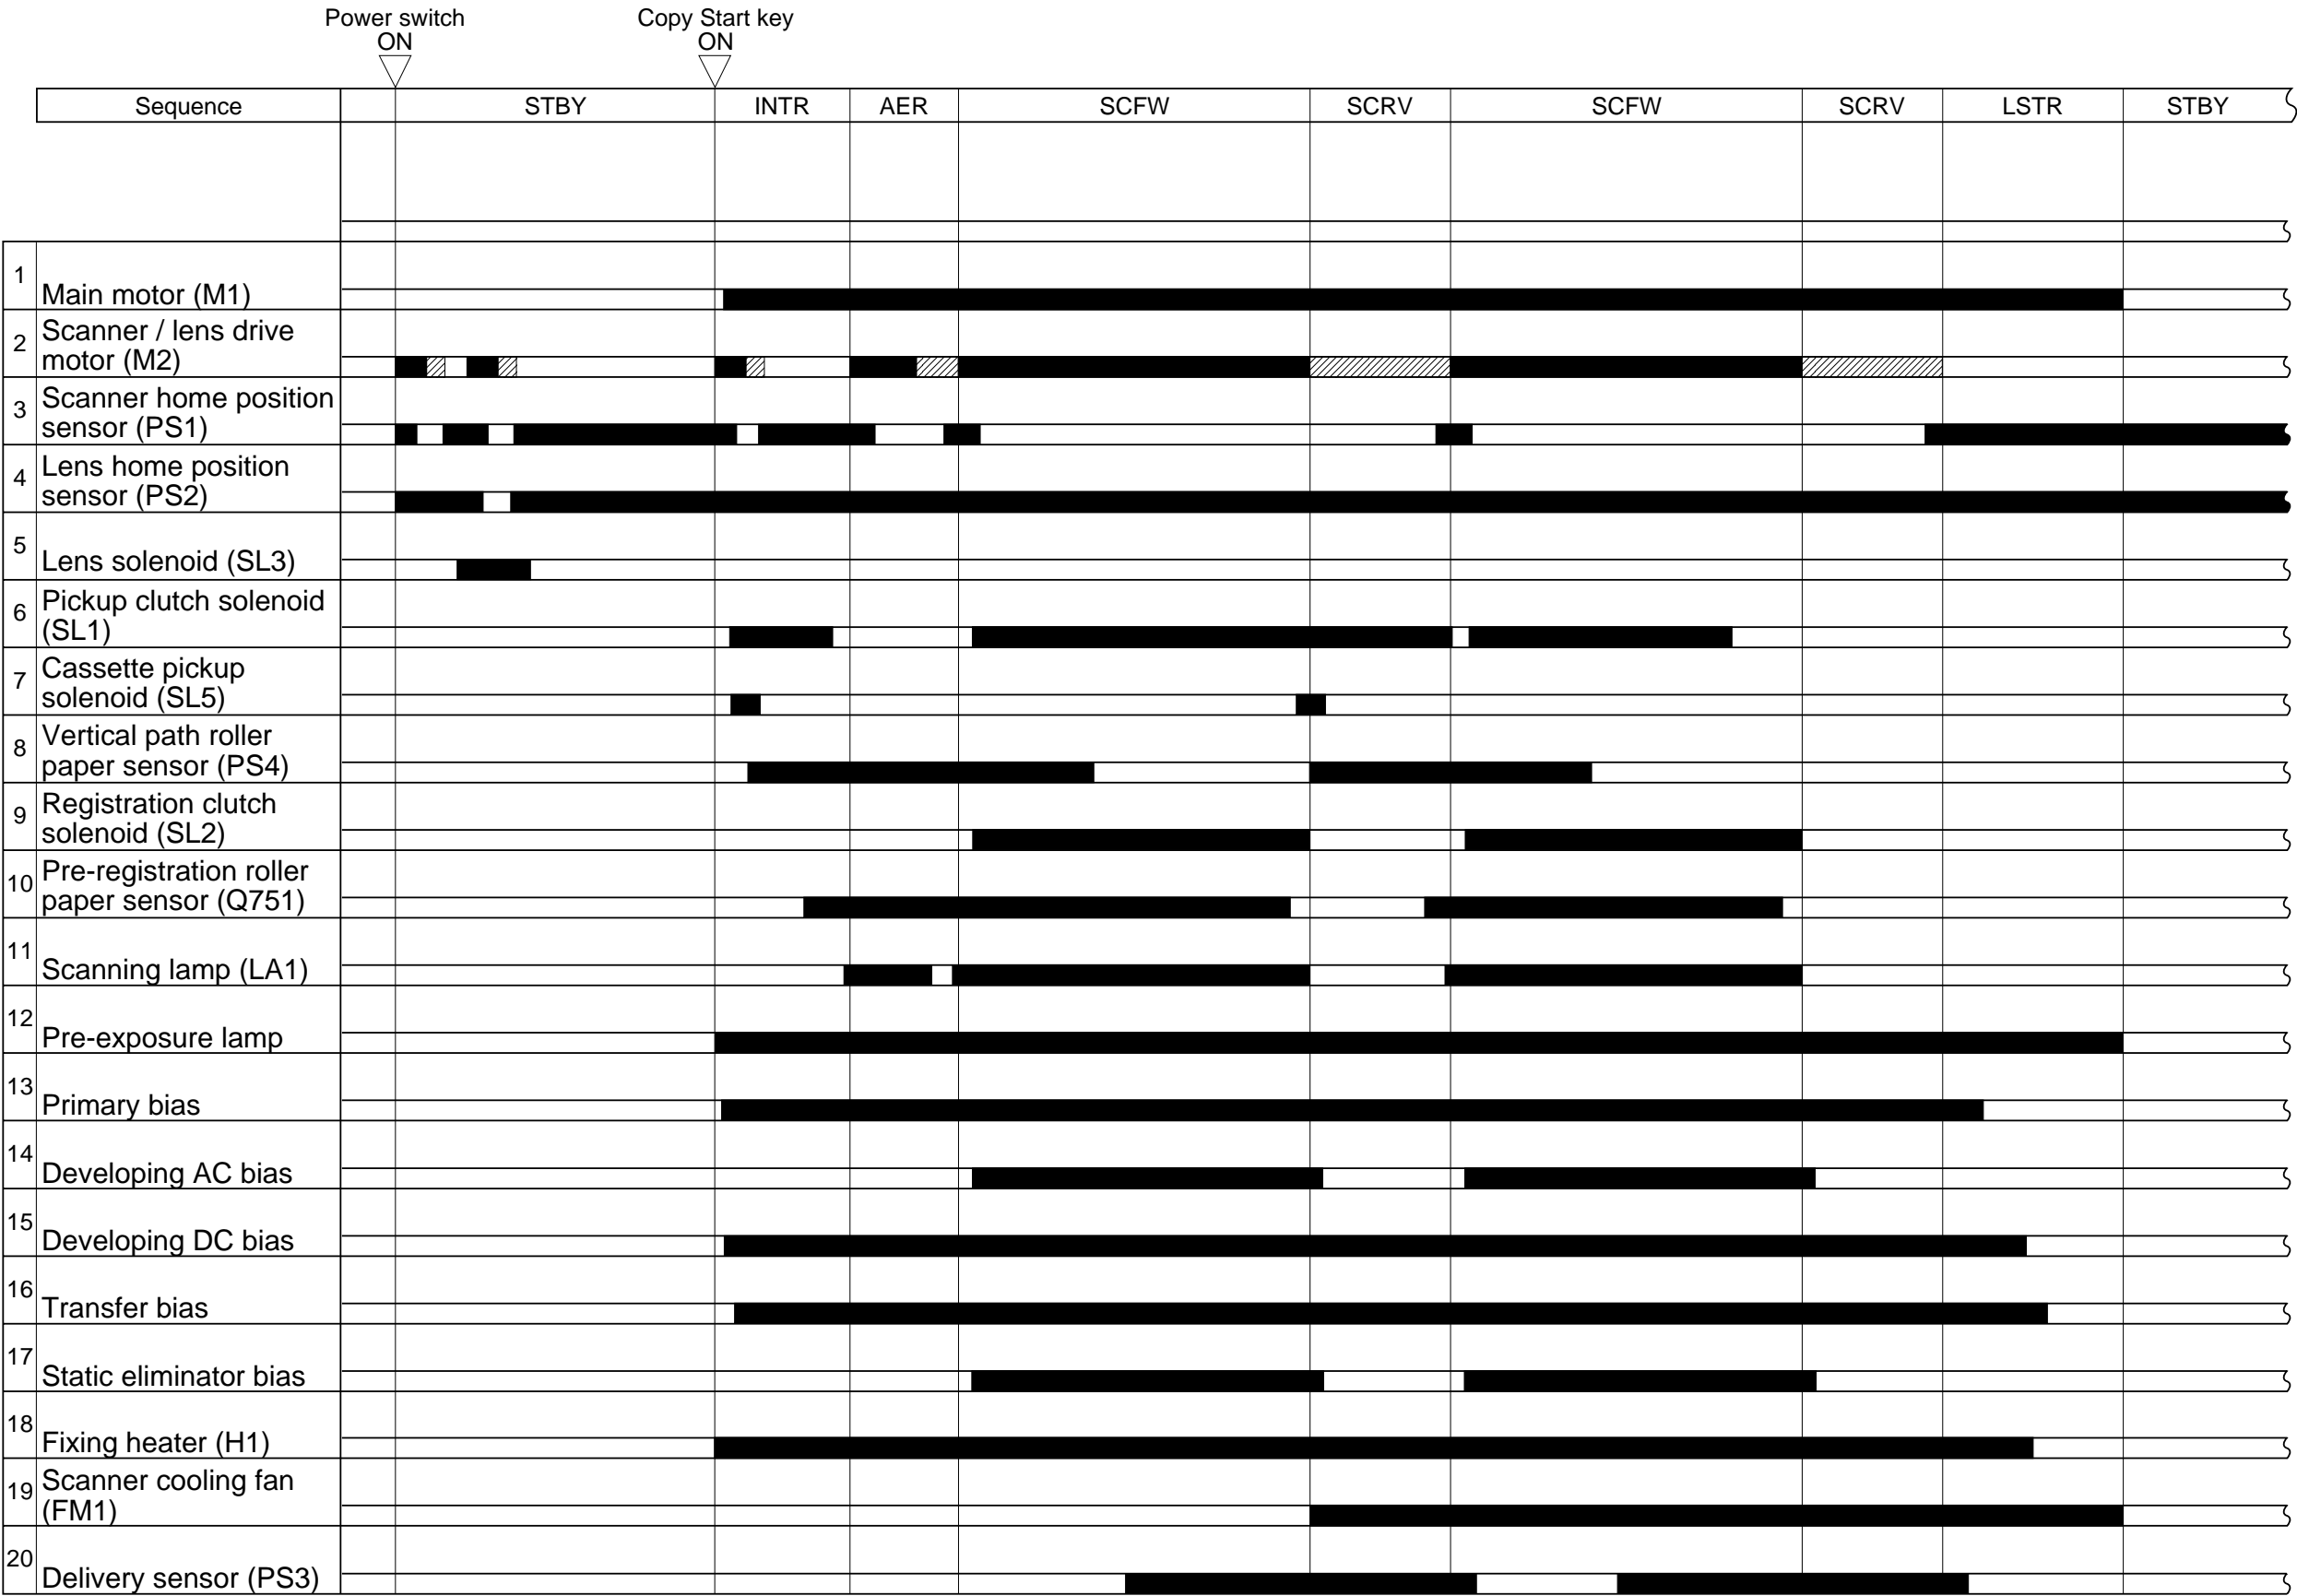 Power switch
ON
Copy Start key
ON
Sequence STBY INTR AER SCFW SCRV SCFW SCRV LSTR STBY
1 Main motor (M1)
2 Scanner / lens drive
motor (M2)
3 Scanner home position
sensor (PS1)
4 Lens home position
sensor (PS2)
5 Lens solenoid (SL3)
6 Pickup clutch solenoid
(SL1)
7 Cassette pickup
solenoid (SL5)
8 Vertical path roller
paper sensor (PS4)
9 Registration clutch
solenoid (SL2)
10 Pre-registration roller
paper sensor (Q751)
11 Scanning lamp (LA1)
12 Pre-exposure lamp
13 Primary bias
14 Developing AC bias
15 Developing DC bias
16 Transfer bias
17 Static eliminator bias
18 Fixing heater (H1)
19 Scanner cooling fan
(FM1)
20 Delivery sensor (PS3)